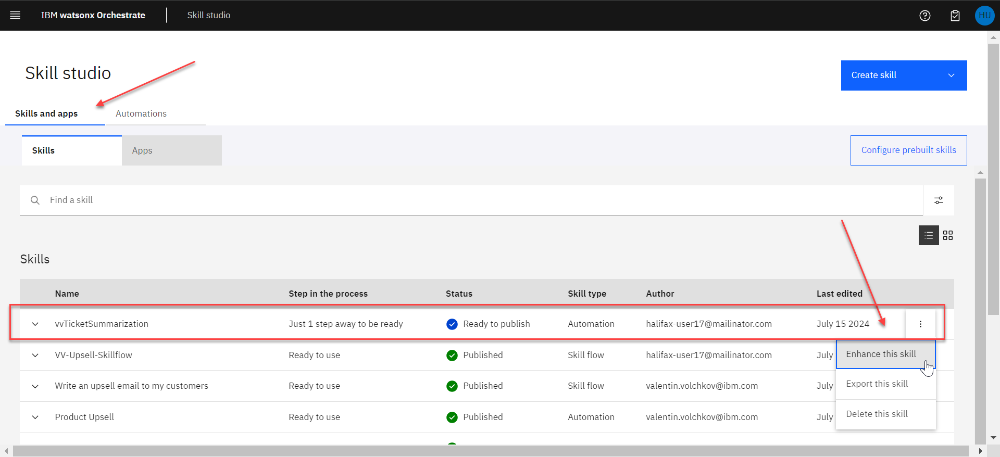 IBM watsonx Orchestrate Skill studio HU
Skill studio
Create skill
Skills and apps Automations
Skills Apps Configure prebuilt skills
Find a skill
Skills
Name Step in the process Status Skill type Author Last edited
vvTicketSummarization Just 1 step away to be ready Ready to publish Automation halifax-user17@mailinator.com July 15 2024
VV-Upsell-Skillflow Ready to use Published Skill flow halifax-user17@mailinator.com July
Enhance this skill
Write an upsell email to my customers Ready to use Published Skill flow valentin.volchkov@ibm.com July
Export this skill
Product Upsell Ready to use Published Automation valentin.volchkov@ibm.com July
Delete this skill